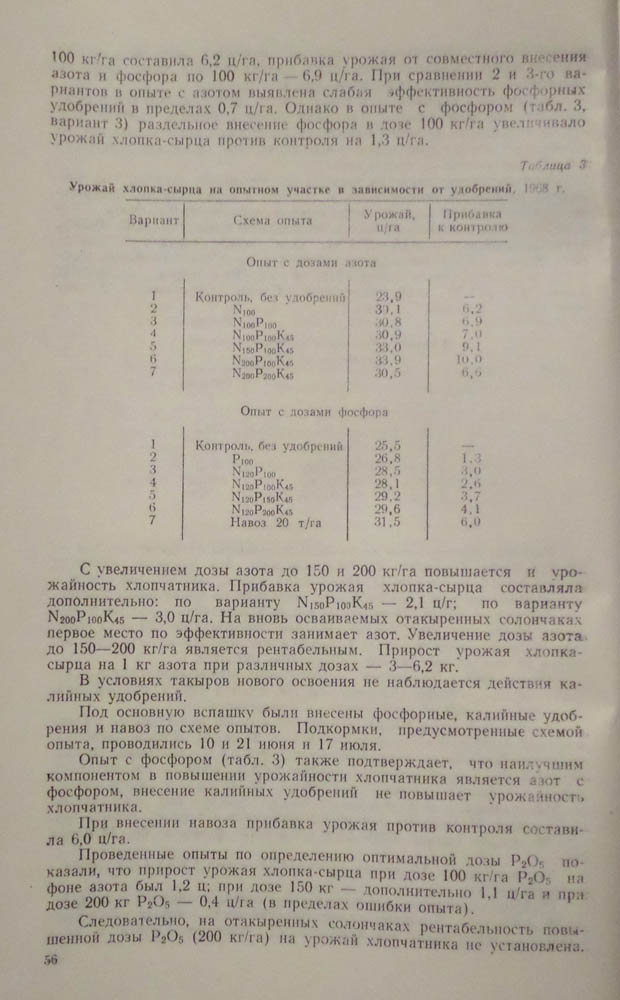 100 кг/га составила 6,2 ц/га, прибавка урожая от совместного внесения
азота и фосфора по 100 кг/га — 6,9 ц/га. При сравнении 2 и 3-го ва-
риантов в опыте с азотом выявлена слабая эффективность фосфорных
удобрений в пределах 0,7 ц/га. Однако в опыте с фосфором (табл. 3,
вариант 3) раздельное внесение фосфора в дозе 100 кг/га увеличивало
урожай хлопка-сырца против контроля на 1,3 ц/га.
Таблица 3
Урожай хлопка-сырца на опытном участке в зависимости от удобрений, 1968 г.
Вариант Схема опыта Урожай, ц/га Прибавка к контролю
Опыт с дозами азота
1 Контроль, без удобрений 23,9 —
2 N₁₀₀ 30,1 6,2
3 N₁₀₀P₁₀₀ 30,8 6,9
4 N₁₀₀P₁₀₀K₄₅ 30,9 7,0
5 N₁₅₀P₁₀₀K₄₅ 33,0 9,1
6 N₂₀₀P₁₀₀K₄₅ 33,9 10,0
7 N₂₀₀P₂₀₀K₄₅ 30,5 6,6
Опыт с дозами фосфора
1 Контроль, без удобрений 25,5 —
2 P₁₀₀ 26,8 1,3
3 N₁₂₀P₁₀₀ 28,5 3,0
4 N₁₂₀P₁₀₀K₄₅ 28,1 2,6
5 N₁₂₀P₁₅₀K₄₅ 29,2 3,7
6 N₁₂₀P₂₀₀K₄₅ 29,6 4,1
7 Навоз 20 т/га 31,5 6,0
С увеличением дозы азота до 150 и 200 кг/га повышается и уро-
жайность хлопчатника. Прибавка урожая хлопка-сырца составляла
дополнительно: по варианту N₁₅₀P₁₀₀K₄₅ — 2,1 ц/г; по варианту
N₂₀₀P₁₀₀K₄₅ — 3,0 ц/га. На вновь осваиваемых отакыренных солончаках
первое место по эффективности занимает азот. Увеличение дозы азота
до 150—200 кг/га является рентабельным. Прирост урожая хлопка-
сырца на 1 кг азота при различных дозах — 3—6,2 кг.
В условиях такыров нового освоения не наблюдается действия ка-
лийных удобрений.
Под основную вспашку были внесены фосфорные, калийные удоб-
рения и навоз по схеме опытов. Подкормки, предусмотренные схемой
опыта, проводились 10 и 21 июня и 17 июля.
Опыт с фосфором (табл. 3) также подтверждает, что наилучшим
компонентом в повышении урожайности хлопчатника является азот с
фосфором, внесение калийных удобрений не повышает урожайность
хлопчатника.
При внесении навоза прибавка урожая против контроля состави-
ла 6,0 ц/га.
Проведенные опыты по определению оптимальной дозы P₂O₅ по-
казали, что прирост урожая хлопка-сырца при дозе 100 кг/га P₂O₅ на
фоне азота был 1,2 ц; при дозе 150 кг — дополнительно 1,1 ц/га и при
дозе 200 кг P₂O₅ — 0,4 ц/га (в пределах ошибки опыта).
Следовательно, на отакыренных солончаках рентабельность повы-
шенной дозы P₂O₅ (200 кг/га) на урожай хлопчатника не установлена.
56